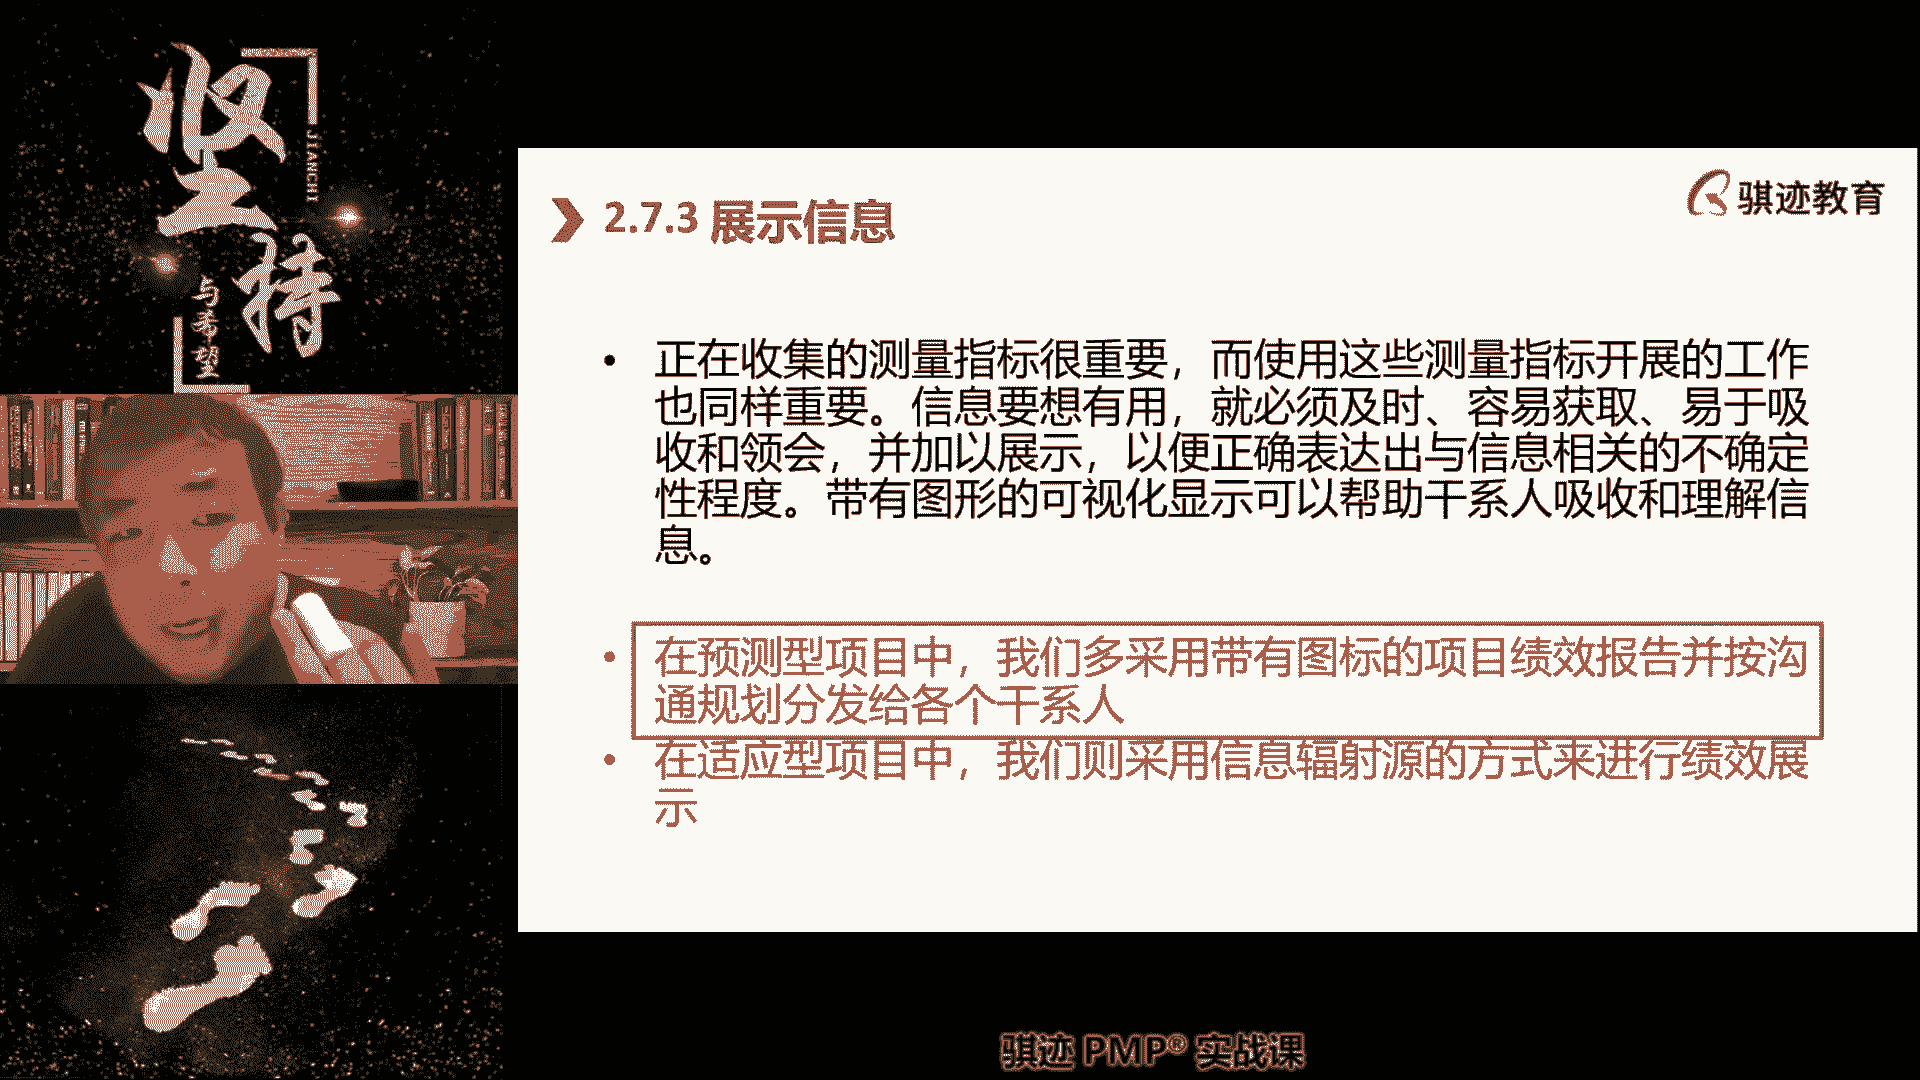 坚持
JIANCHI
与希望
骐迹教育
2.7.3 展示信息
• 正在收集的测量指标很重要，而使用这些测量指标开展的工作
也同样重要。信息要想有用，就必须及时、容易获取、易于吸
收和领会，并加以展示，以便正确表达出与信息相关的不确定
性程度。带有图形的可视化显示可以帮助干系人吸收和理解信
息。
• 在预测型项目中，我们多采用带有图标的项目绩效报告并按沟
通规划分发给各个干系人
• 在适应型项目中，我们则采用信息辐射源的方式来进行绩效展
示
骐迹 PMP® 实战课